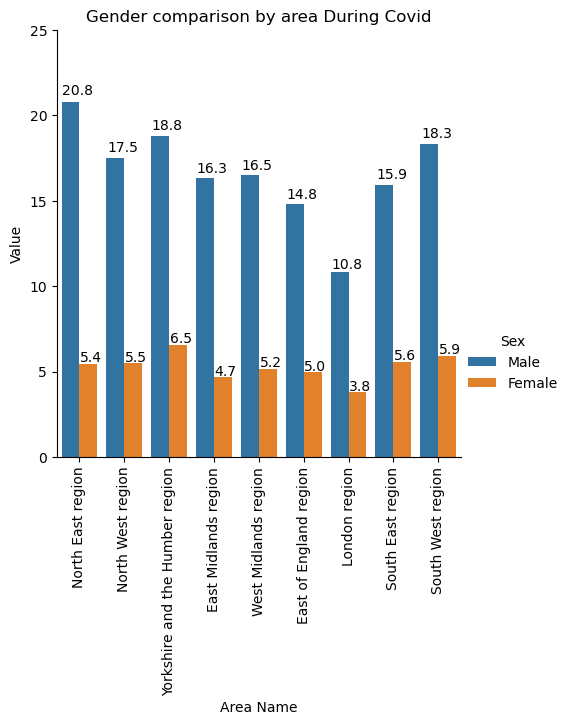 Gender comparison by area During Covid
25
20
15
10
5
0
Value
20.8
17.5
18.8
16.3
16.5
14.8
10.8
15.9
18.3
5.4
5.5
6.5
4.7
5.2
5.0
3.8
5.6
5.9
Sex
Male
Female
North East region
North West region
Yorkshire and the Humber region
East Midlands region
West Midlands region
East of England region
London region
South East region
South West region
Area Name